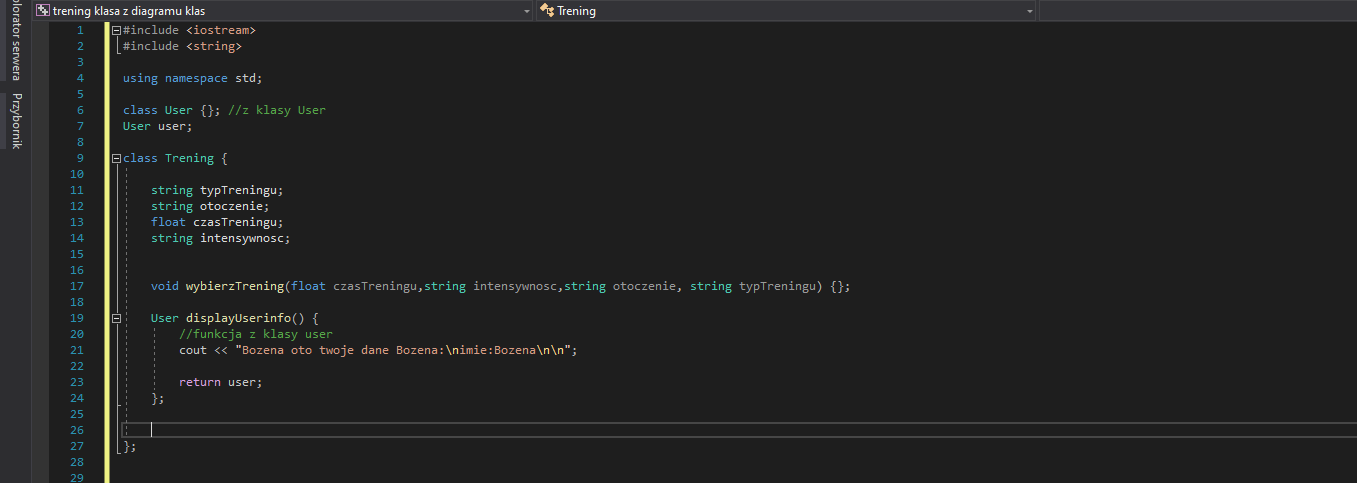 trening klasa z diagramu klas
Trening
plorator serwera
Przybornik
1 #include <iostream>
2 #include <string>
3
4 using namespace std;
5
6 class User {}; //z klasy User
7 User user;
8
9 class Trening {
10
11 string typTreningu;
12 string otoczenie;
13 float czasTreningu;
14 string intensywnosc;
15
16
17 void wybierzTrening(float czasTreningu,string intensywnosc,string otoczenie, string typTreningu) {};
18
19 User displayUserinfo() {
20 //funkcja z klasy user
21 cout << "Bozena oto twoje dane Bozena:\nimie:Bozena\n\n";
22
23 return user;
24 };
25
26
27 };
28
29